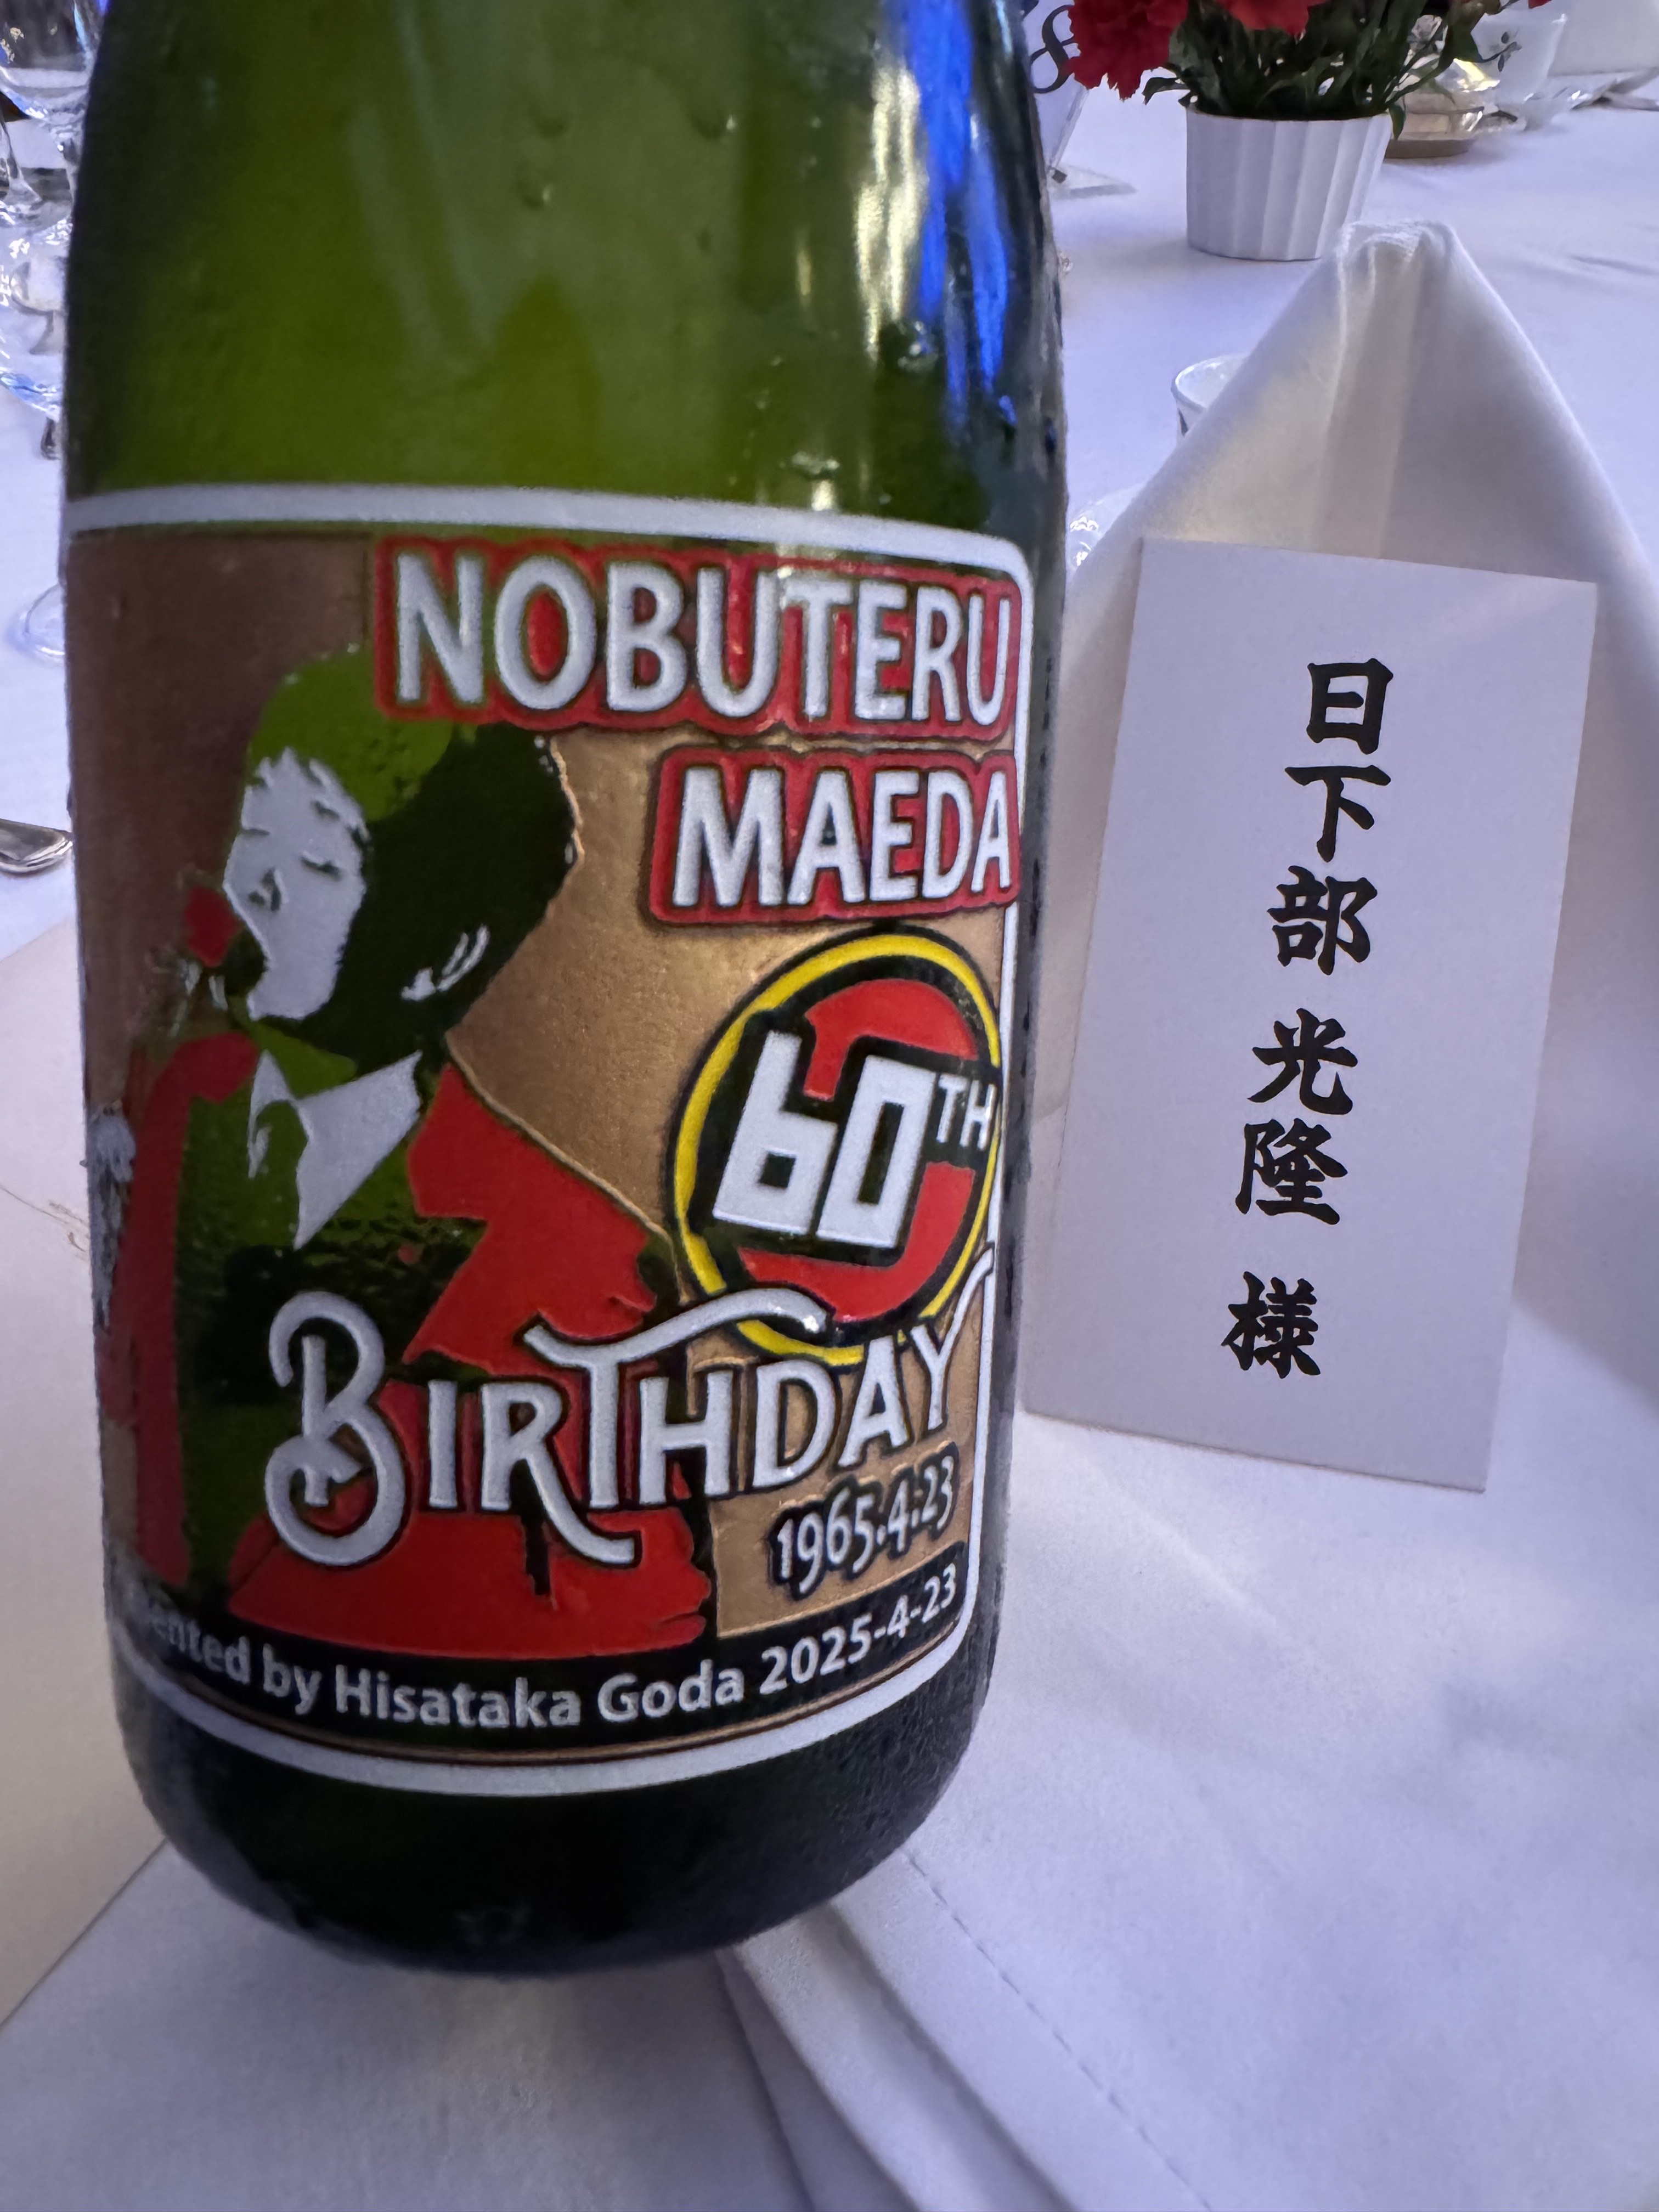 NOBUTERU
MAEDA
60TH
BIRTHDAY
1965.4.23
by Hisataka Goda 2025-4-23
日下部 光隆 様
8